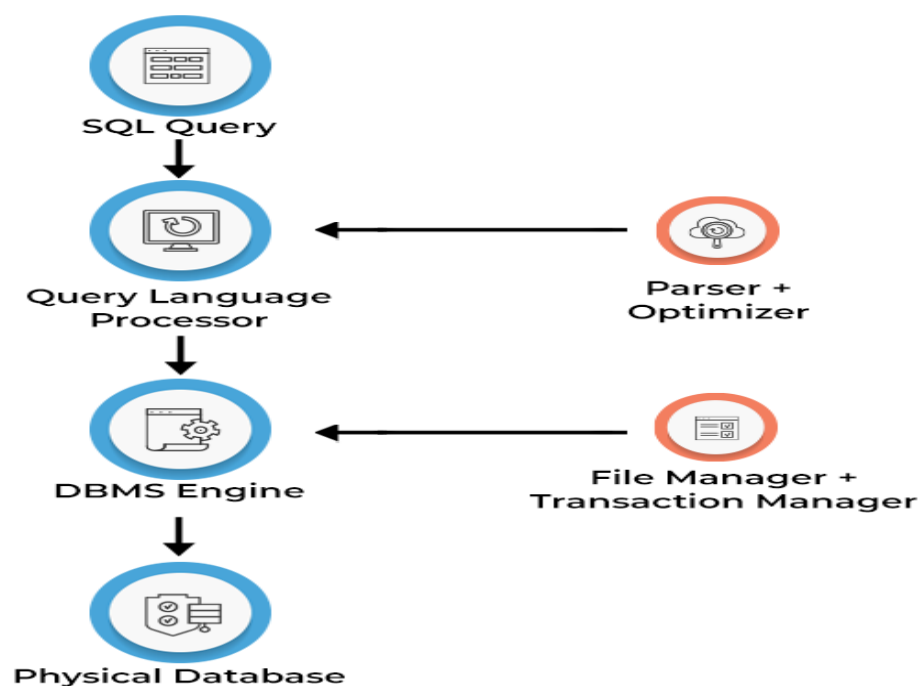 SQL Query
Query Language
Processor
Parser +
Optimizer
DBMS Engine
File Manager +
Transaction Manager
Physical Database